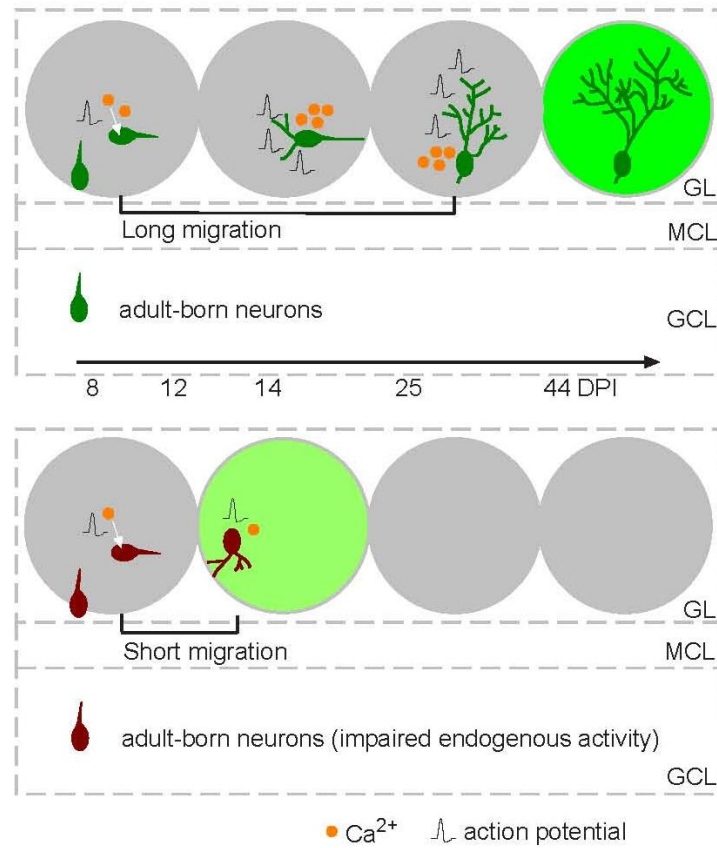 GL
Long migration
MCL
adult-born neurons
GCL
8 12 14 25 44 DPI
GL
Short migration
MCL
adult-born neurons (impaired endogenous activity)
GCL
Ca²⁺ action potential